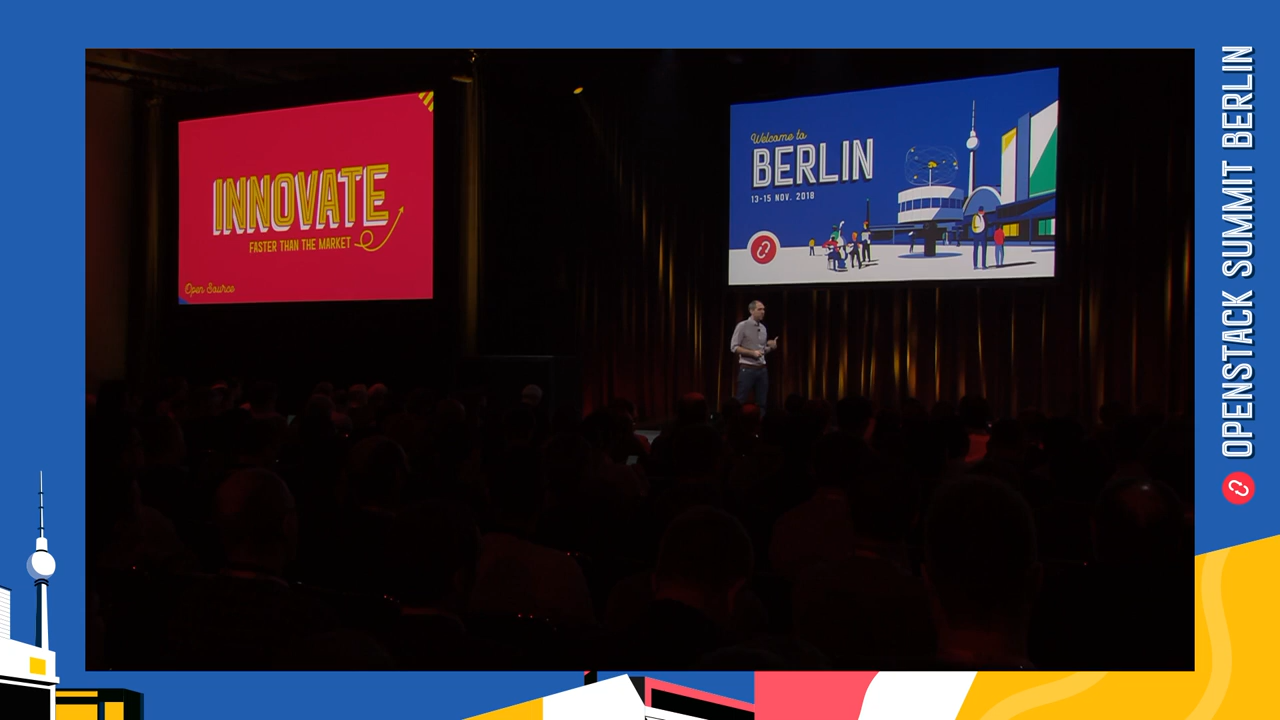 INNOVATE
FASTER THAN THE MARKET
Open Source
Welcome to
BERLIN
13-15 NOV. 2018
OPENSTACK SUMMIT BERLIN